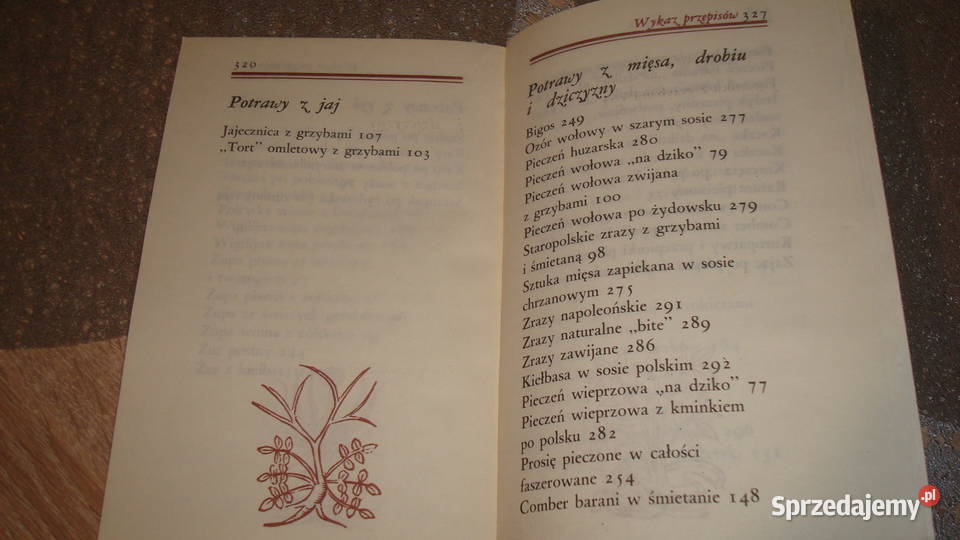 320
Potrawy z jaj
Jajecznica z grzybami 107
„Tort” omletowy z grzybami 103
Wykaz przepisów 327
Potrawy z mięsa, drobiu
i dziczyzny
Bigos 249
Ozór wołowy w szarym sosie 277
Pieczeń huzarska 280
Pieczeń wołowa „na dziko” 79
Pieczeń wołowa zwijana
z grzybami 100
Pieczeń wołowa po żydowsku 279
Staropolskie zrazy z grzybami
i śmietaną 98
Sztuka mięsa zapiekana w sosie
chrzanowym 275
Zrazy napoleońskie 291
Zrazy naturalne „bite” 289
Zrazy zawijane 286
Kiełbasa w sosie polskim 292
Pieczeń wieprzowa „na dziko” 77
Pieczeń wieprzowa z kminkiem
po polsku 282
Prosię pieczone w całości
faszerowane 254
Comber barani w śmietanie 148
Sprzedajemy.pl